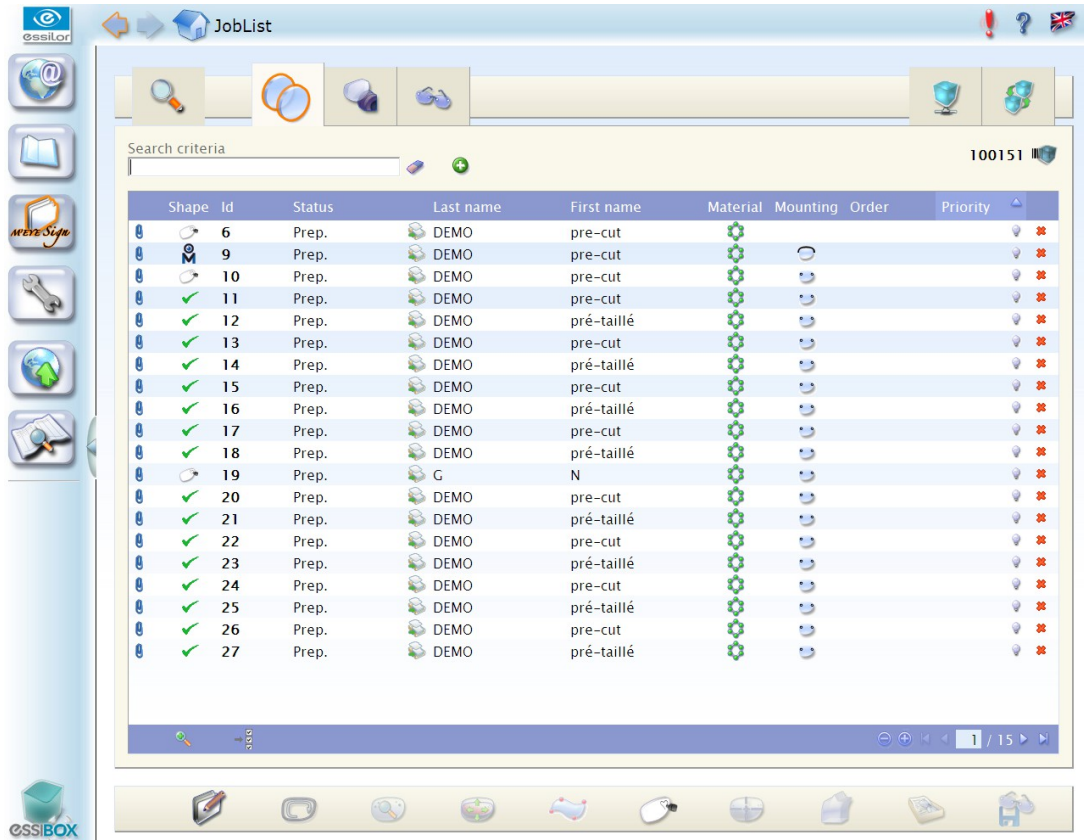 essilor
JobList
M'EYE Sign
Search criteria
100151
Shape Id Status Last name First name Material Mounting Order Priority
6 Prep. DEMO pre-cut
9 Prep. DEMO pre-cut
10 Prep. DEMO pre-cut
11 Prep. DEMO pre-cut
12 Prep. DEMO pré-taillé
13 Prep. DEMO pre-cut
14 Prep. DEMO pré-taillé
15 Prep. DEMO pre-cut
16 Prep. DEMO pré-taillé
17 Prep. DEMO pre-cut
18 Prep. DEMO pré-taillé
19 Prep. G N
20 Prep. DEMO pre-cut
21 Prep. DEMO pré-taillé
22 Prep. DEMO pre-cut
23 Prep. DEMO pré-taillé
24 Prep. DEMO pre-cut
25 Prep. DEMO pré-taillé
26 Prep. DEMO pre-cut
27 Prep. DEMO pré-taillé
1 / 15
essiBOX